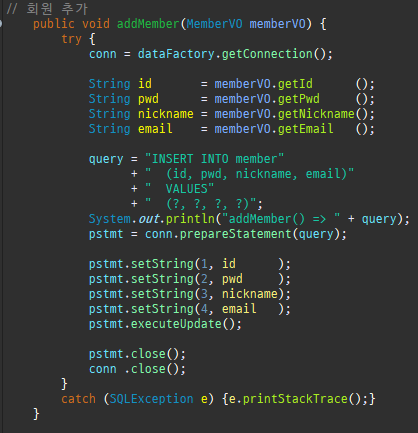 // 회원 추가
    public void addMember(MemberVO memberVO) {
        try {
            conn = dataFactory.getConnection();

            String id       = memberVO.getId      ();
            String pwd      = memberVO.getPwd     ();
            String nickname = memberVO.getNickname();
            String email    = memberVO.getEmail   ();

            query = "INSERT INTO member"
                  + "  (id, pwd, nickname, email)"
                  + "  VALUES"
                  + "  (?, ?, ?, ?)";
            System.out.println("addMember() => " + query);
            pstmt = conn.prepareStatement(query);

            pstmt.setString(1, id      );
            pstmt.setString(2, pwd     );
            pstmt.setString(3, nickname);
            pstmt.setString(4, email   );
            pstmt.executeUpdate();

            pstmt.close();
            conn .close();
        }
        catch (SQLException e) {e.printStackTrace();}
    }